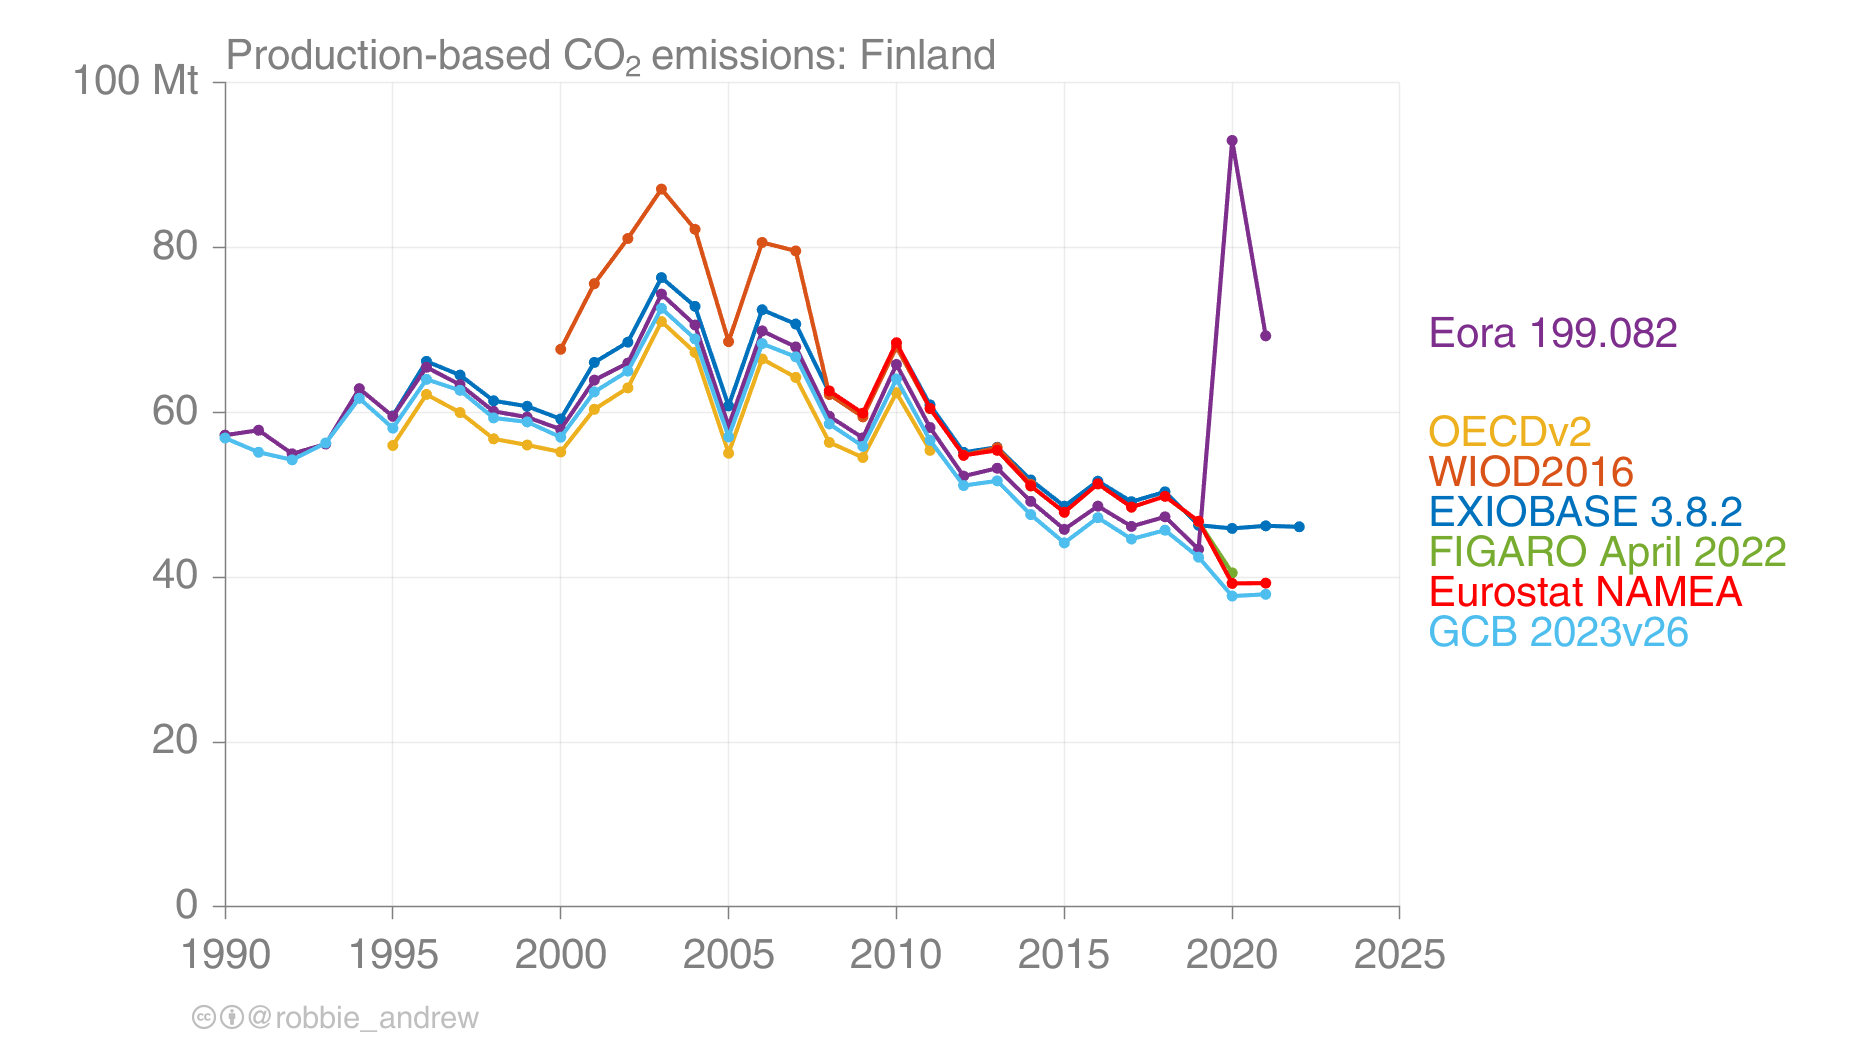 Production-based CO₂ emissions: Finland
100 Mt
80
60
40
20
0
1990 1995 2000 2005 2010 2015 2020 2025
Eora 199.082
OECDv2
WIOD2016
EXIOBASE 3.8.2
FIGARO April 2022
Eurostat NAMEA
GCB 2023v26
cc @robbie_andrew